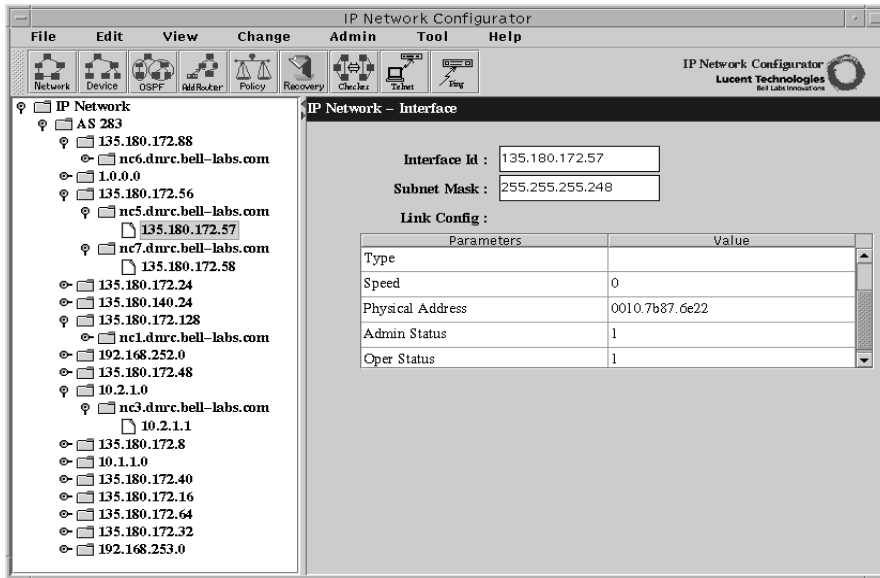 IP Network Configurator
File Edit View Change Admin Tool Help
Network Device OSPF AddRouter Policy Recovery Checker Telnet Ping
IP Network Configurator
Lucent Technologies
Bell Labs Innovations
IP Network
AS 283
135.180.172.88
nc6.dnrc.bell-labs.com
1.0.0.0
135.180.172.56
nc5.dnrc.bell-labs.com
135.180.172.57
nc7.dnrc.bell-labs.com
135.180.172.58
135.180.172.24
135.180.140.24
135.180.172.128
nc1.dnrc.bell-labs.com
192.168.252.0
135.180.172.48
10.2.1.0
nc3.dnrc.bell-labs.com
10.2.1.1
135.180.172.8
10.1.1.0
135.180.172.40
135.180.172.16
135.180.172.64
135.180.172.32
192.168.253.0
IP Network – Interface
Interface Id : 135.180.172.57
Subnet Mask : 255.255.255.248
Link Config :
Parameters Value
Type
Speed 0
Physical Address 0010.7b87.6e22
Admin Status 1
Oper Status 1